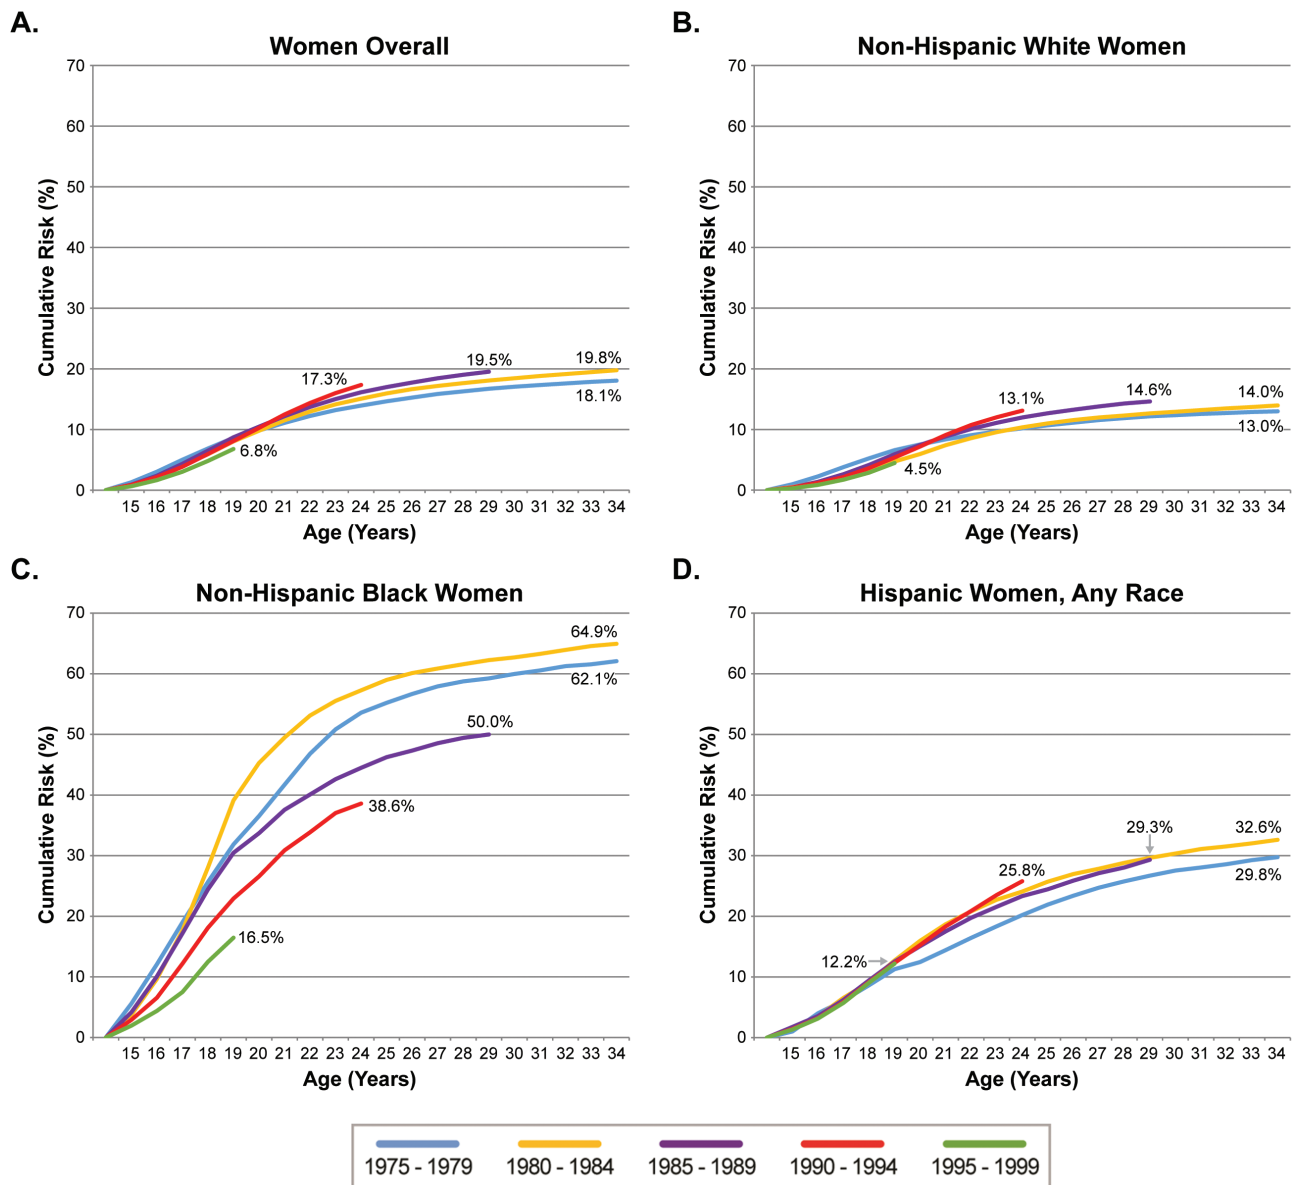 A.
Women Overall
Cumulative Risk (%)
70
60
50
40
30
20
10
0
17.3%
19.5%
19.8%
18.1%
6.8%
15 16 17 18 19 20 21 22 23 24 25 26 27 28 29 30 31 32 33 34
Age (Years)
B.
Non-Hispanic White Women
Cumulative Risk (%)
70
60
50
40
30
20
10
0
13.1%
14.6%
14.0%
13.0%
4.5%
15 16 17 18 19 20 21 22 23 24 25 26 27 28 29 30 31 32 33 34
Age (Years)
C.
Non-Hispanic Black Women
Cumulative Risk (%)
70
60
50
40
30
20
10
0
64.9%
62.1%
50.0%
38.6%
16.5%
15 16 17 18 19 20 21 22 23 24 25 26 27 28 29 30 31 32 33 34
Age (Years)
D.
Hispanic Women, Any Race
Cumulative Risk (%)
70
60
50
40
30
20
10
0
29.3%
32.6%
25.8%
29.8%
12.2%
15 16 17 18 19 20 21 22 23 24 25 26 27 28 29 30 31 32 33 34
Age (Years)
1975 - 1979 1980 - 1984 1985 - 1989 1990 - 1994 1995 - 1999